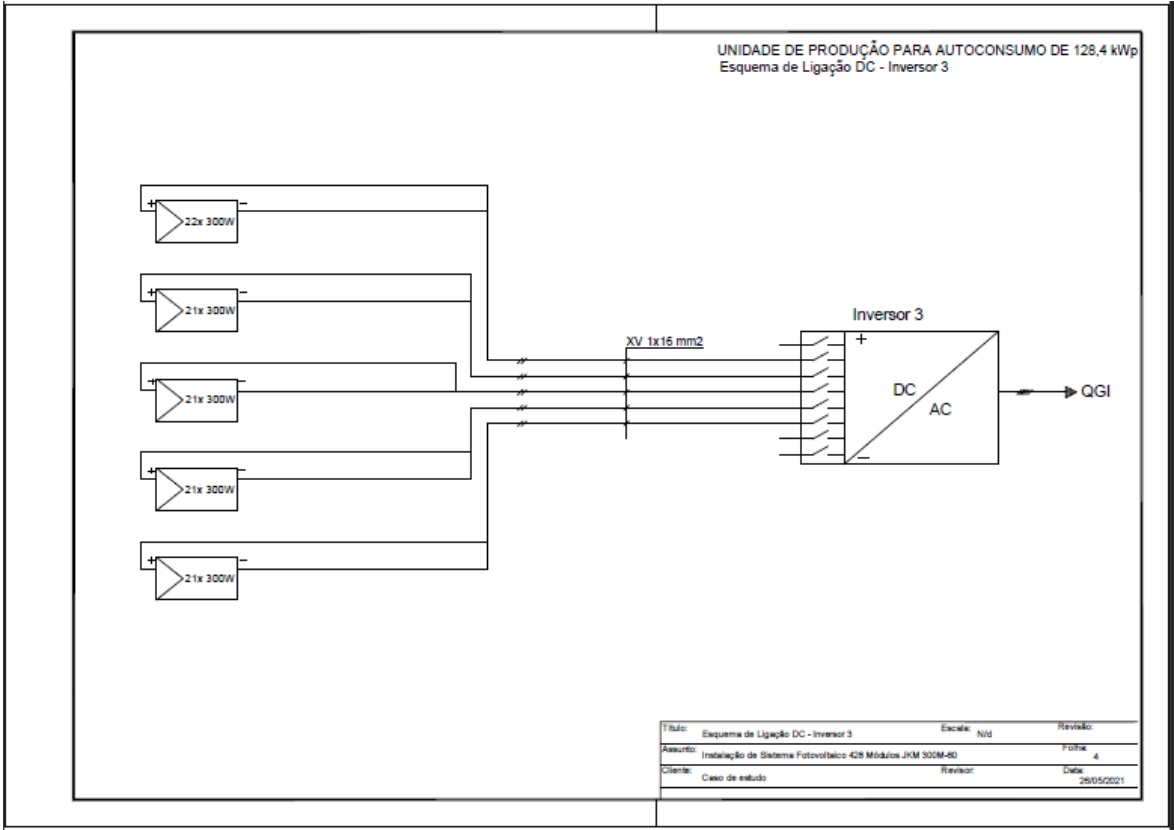 UNIDADE DE PRODUÇÃO PARA AUTOCONSUMO DE 128,4 kWp
Esquema de Ligação DC - Inversor 3
+ −
22x 300W
+ −
21x 300W
+ −
21x 300W
+ −
21x 300W
+ −
21x 300W
XV 1x16 mm2
Inversor 3
+
DC
AC
−
QGI
Título: Esquema de Ligação DC - Inversor 3 Escala: N/d Revisão:
Assunto: Instalação de Sistema Fotovoltaico 428 Módulos JKM 300M-60 Folha: 4
Cliente: Caso de estudo Revisor: Data: 28/05/2021